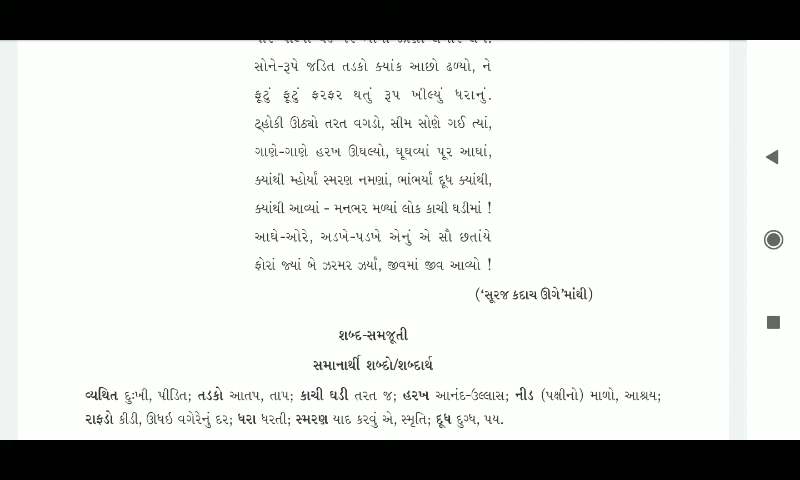 સોને-રૂપે જડિત તડકો ક્યાંક આછો ઢળ્યો, ને
ફૂટું ફૂટું ફરફર થતું રૂપ ખીલ્યું ધરાનું.
ટ્હોકી ઊઠ્યો તરત વગડો, સીમ સોણે ગઈ ત્યાં,
ગાણે-ગાણે હરખ ઊઘલ્યો, ઘૂઘવ્યાં પૂર આઘાં,
ક્યાંથી મ્હોર્યાં સ્મરણ નમણાં, ભાંભર્યાં દૂધ ક્યાંથી,
ક્યાંથી આવ્યાં - મનભર મળ્યાં લોક કાચી ઘડીમાં !
આઘે-ઓરે, અડખે-પડખે એનું એ સૌ છતાંયે
ફોરાં જ્યાં બે ઝરમર ઝર્યાં, જીવમાં જીવ આવ્યો !
('સૂરજ કદાચ ઊગે'માંથી)
શબ્દ-સમજૂતી
સમાનાર્થી શબ્દો/શબ્દાર્થ
વ્યથિત દુઃખી, પીડિત; તડકો આતપ, તાપ; કાચી ઘડી તરત જ; હરખ આનંદ-ઉલ્લાસ; નીડ (પક્ષીનો) માળો, આશ્રય;
રાફડો કીડી, ઊધઇ વગેરેનું દર; ધરા ધરતી; સ્મરણ યાદ કરવું એ, સ્મૃતિ; દૂધ દુગ્ધ, પય.